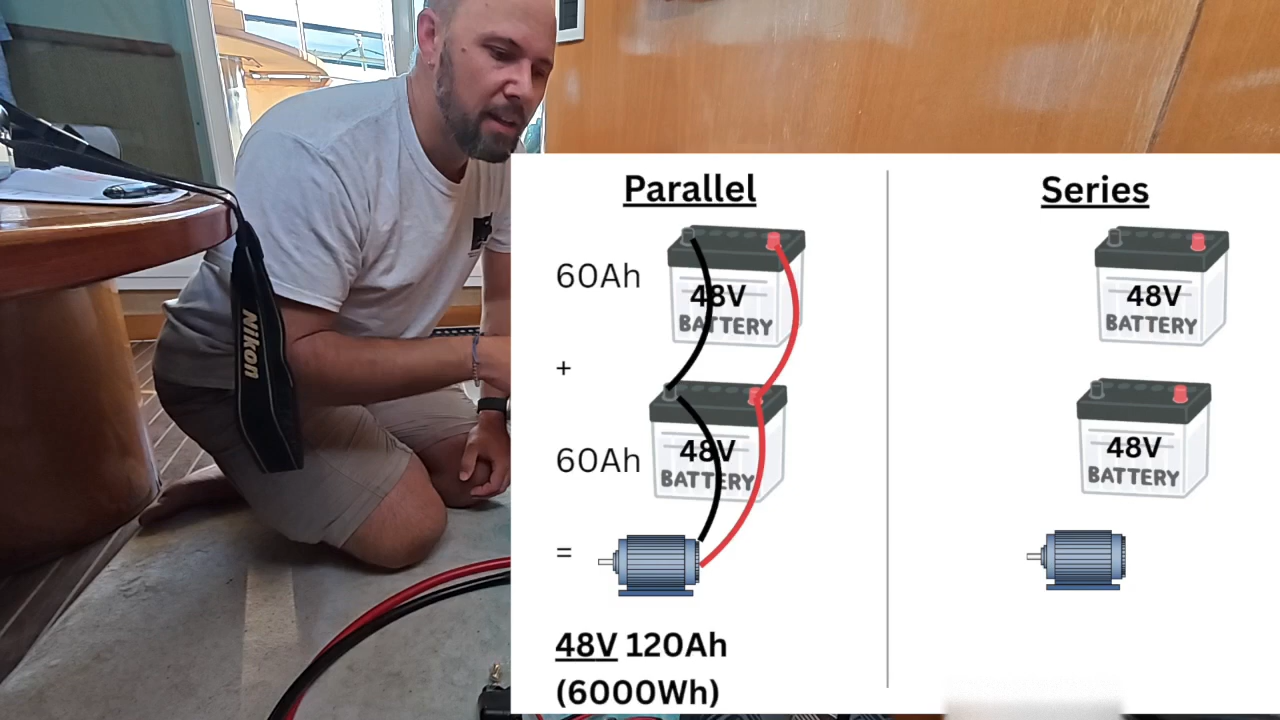 Nikon
Parallel
60Ah
48V
BATTERY
+
60Ah
48V
BATTERY
=
48V 120Ah
(6000Wh)
Series
48V
BATTERY
48V
BATTERY